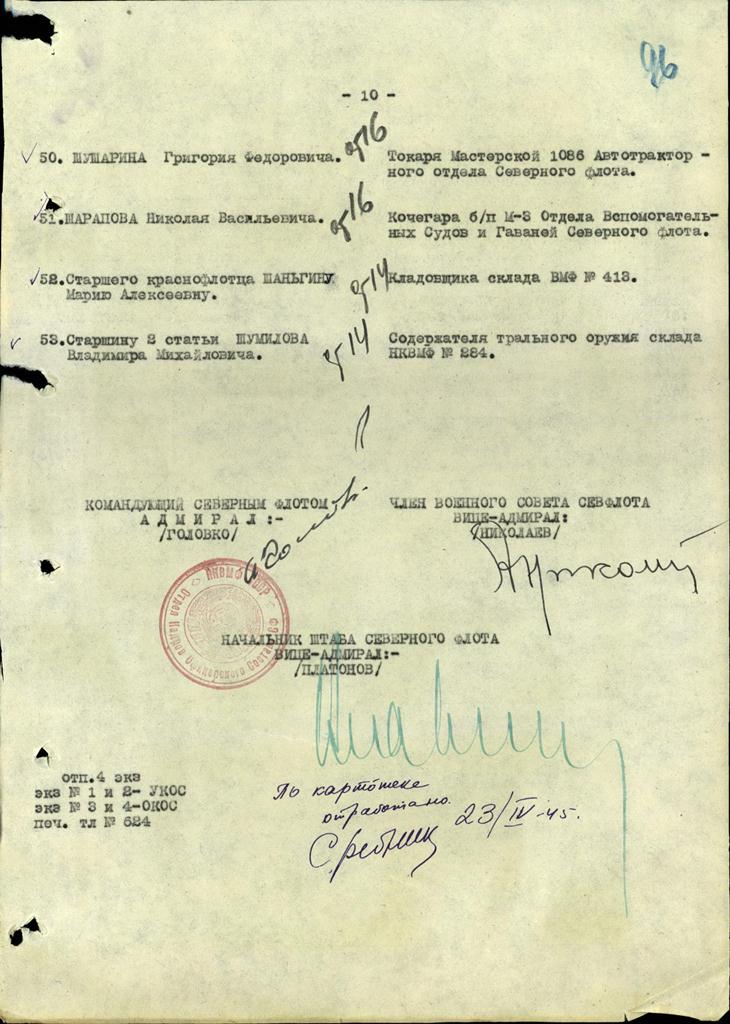 96
- 10 -
50. ШУШАРИНА Григория Федоровича.
Токаря Мастерской 1086 Автотрактор -
ного отдела Северного флота.
51.ШАРАПОВА Николая Васильевича.
Кочегара б/п М-3 Отдела Вспомогатель-
ных Судов и Гаваней Северного флота.
52.Старшего краснофлотца ШАНЬГИНУ
Марию Алексеевну.
Кладовщика склада ВМФ № 413.
53.Старшину 2 статьи ШУМИЛОВА
Владимира Михайловича.
Содержателя трального оружия склада
НКВМФ № 284.
КОМАНДУЮЩИЙ СЕВЕРНЫМ ФЛОТОМ
А Д М И Р А Л :-
/ГОЛОВКО/
ЧЛЕН ВОЕННОГО СОВЕТА СЕВФЛОТА
ВИЦЕ-АДМИРАЛ:
/НИКОЛАЕВ/
НКВМФ СССР
НАЧАЛЬНИК ШТАБА СЕВЕРНОГО ФЛОТА
ВИЦЕ-АДМИРАЛ:-
/ПЛАТОНОВ/
отп.4 экз
экз № 1 и 2- УКОС
экз № 3 и 4-ОКОС
печ. тл № 624
По картотеке
отработано.
23/IV-45.